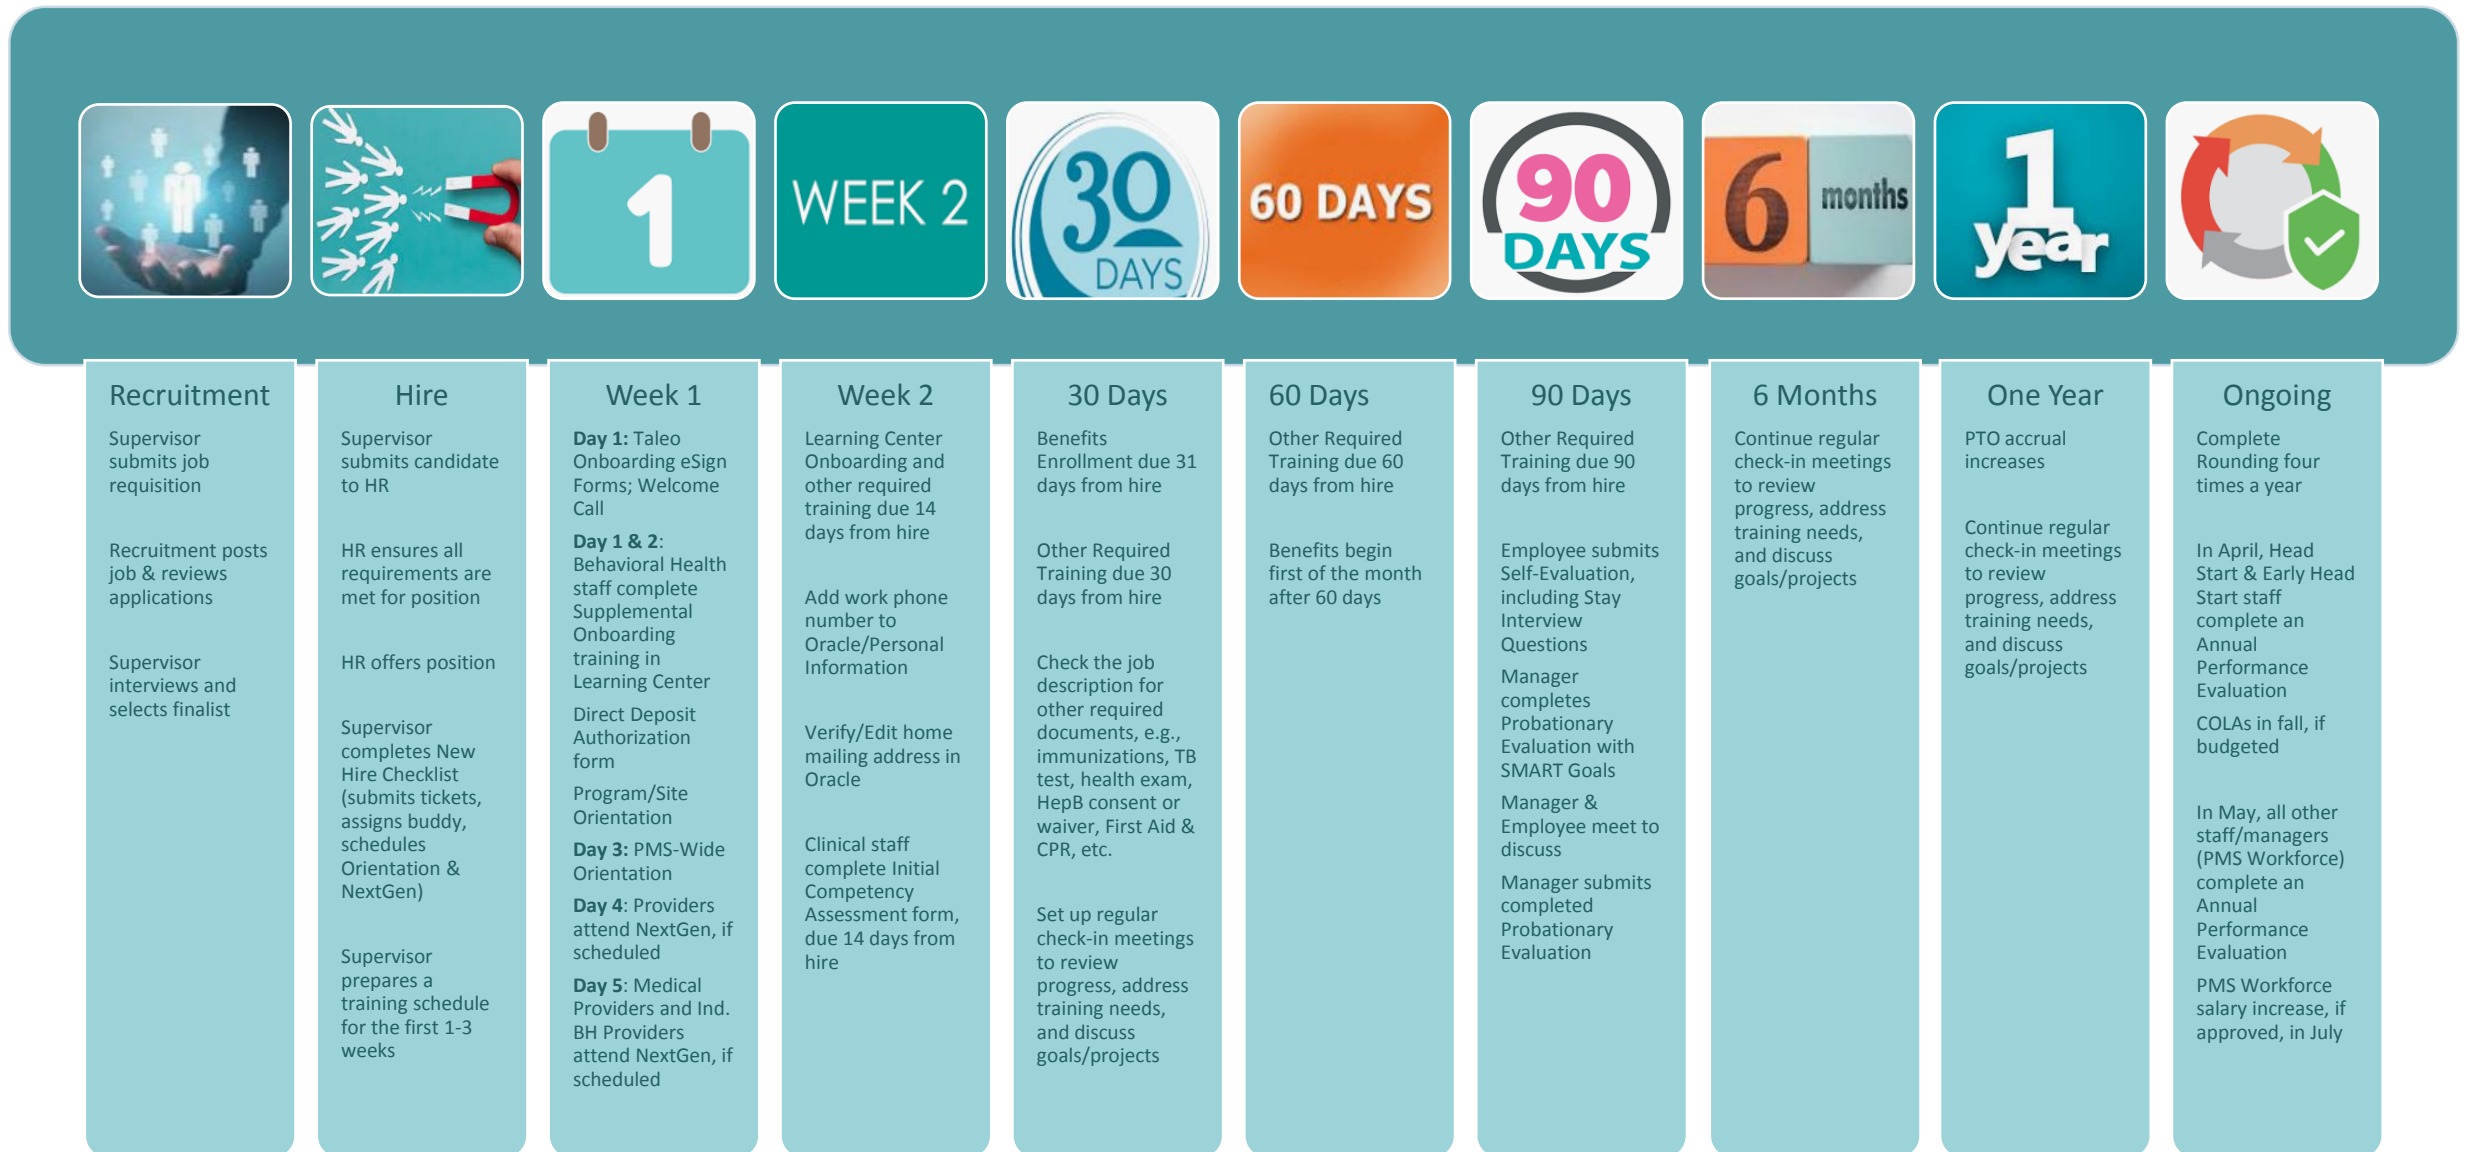 1
WEEK 2
30
DAYS
60 DAYS
90
DAYS
6
months
1
year
Recruitment
Supervisor
submits job
requisition
Recruitment posts
job & reviews
applications
Supervisor
interviews and
selects finalist
Hire
Supervisor
submits candidate
to HR
HR ensures all
requirements are
met for position
HR offers position
Supervisor
completes New
Hire Checklist
(submits tickets,
assigns buddy,
schedules
Orientation &
NextGen)
Supervisor
prepares a
training schedule
for the first 1-3
weeks
Week 1
Day 1: Taleo
Onboarding eSign
Forms; Welcome
Call
Day 1 & 2:
Behavioral Health
staff complete
Supplemental
Onboarding
training in
Learning Center
Direct Deposit
Authorization
form
Program/Site
Orientation
Day 3: PMS-Wide
Orientation
Day 4: Providers
attend NextGen, if
scheduled
Day 5: Medical
Providers and Ind.
BH Providers
attend NextGen, if
scheduled
Week 2
Learning Center
Onboarding and
other required
training due 14
days from hire
Add work phone
number to
Oracle/Personal
Information
Verify/Edit home
mailing address in
Oracle
Clinical staff
complete Initial
Competency
Assessment form,
due 14 days from
hire
30 Days
Benefits
Enrollment due 31
days from hire
Other Required
Training due 30
days from hire
Check the job
description for
other required
documents, e.g.,
immunizations, TB
test, health exam,
HepB consent or
waiver, First Aid &
CPR, etc.
Set up regular
check-in meetings
to review
progress, address
training needs,
and discuss
goals/projects
60 Days
Other Required
Training due 60
days from hire
Benefits begin
first of the month
after 60 days
90 Days
Other Required
Training due 90
days from hire
Employee submits
Self-Evaluation,
including Stay
Interview
Questions
Manager
completes
Probationary
Evaluation with
SMART Goals
Manager &
Employee meet to
discuss
Manager submits
completed
Probationary
Evaluation
6 Months
Continue regular
check-in meetings
to review
progress, address
training needs,
and discuss
goals/projects
One Year
PTO accrual
increases
Continue regular
check-in meetings
to review
progress, address
training needs,
and discuss
goals/projects
Ongoing
Complete
Rounding four
times a year
In April, Head
Start & Early Head
Start staff
complete an
Annual
Performance
Evaluation
COLAs in fall, if
budgeted
In May, all other
staff/managers
(PMS Workforce)
complete an
Annual
Performance
Evaluation
PMS Workforce
salary increase, if
approved, in July